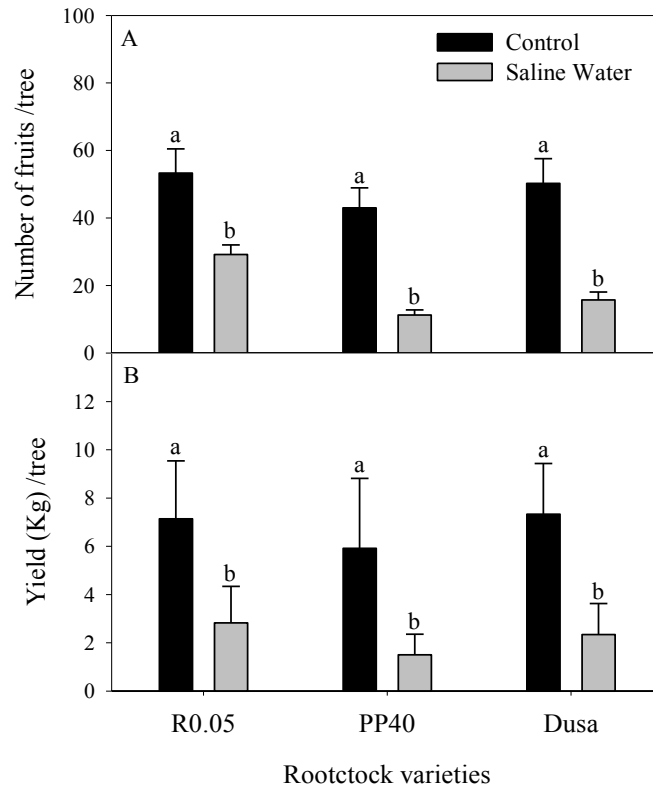 100
A
Control
Saline Water
80
Number of fruits /tree
60
a
a
a
40
b
20
b
b
0
B
12
Yield (Kg) /tree
10
a
a
a
8
6
b
4
b
b
2
0
R0.05
PP40
Dusa
Rootctock varieties